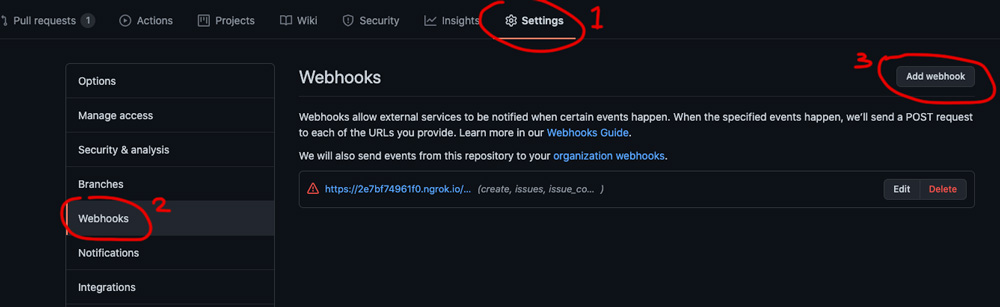 Pull requests 1 Actions Projects Wiki Security Insights Settings 1
3
Options
Webhooks
Add webhook
Manage access
Webhooks allow external services to be notified when certain events happen. When the specified events happen, we'll send a POST request
to each of the URLs you provide. Learn more in our Webhooks Guide.
Security & analysis
We will also send events from this repository to your organization webhooks.
Branches
https://2e7bf74961f0.ngrok.io/... (create, issues, issue_co... )
Edit
Delete
Webhooks 2
Notifications
Integrations